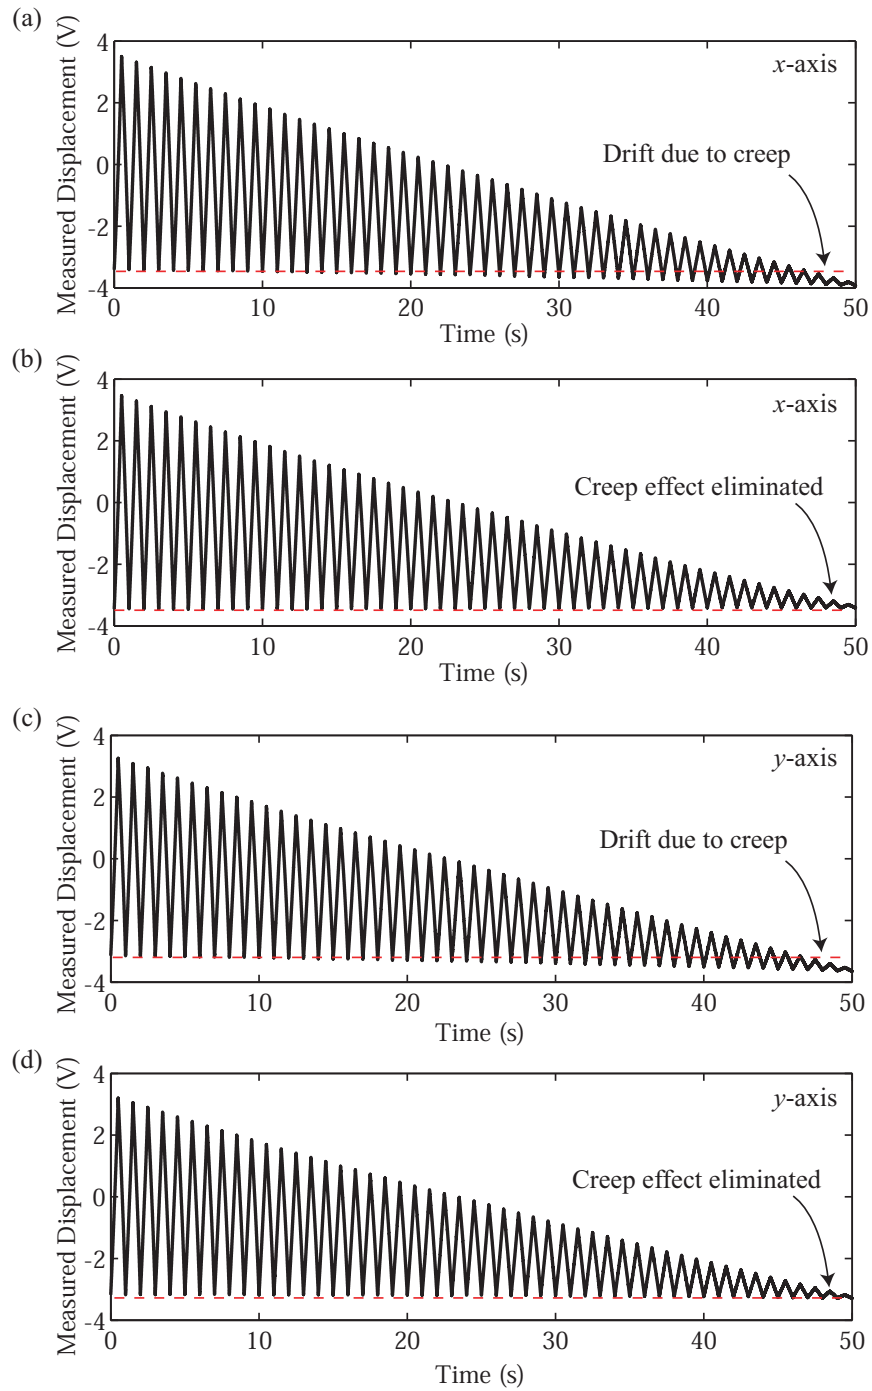 (a)
Measured Displacement (V)
4
2
0
-2
-4
x-axis
Drift due to creep
0 10 20 30 40 50
Time (s)
(b)
Measured Displacement (V)
4
2
0
-2
-4
x-axis
Creep effect eliminated
0 10 20 30 40 50
Time (s)
(c)
Measured Displacement (V)
4
2
0
-2
-4
y-axis
Drift due to creep
0 10 20 30 40 50
Time (s)
(d)
Measured Displacement (V)
4
2
0
-2
-4
y-axis
Creep effect eliminated
0 10 20 30 40 50
Time (s)